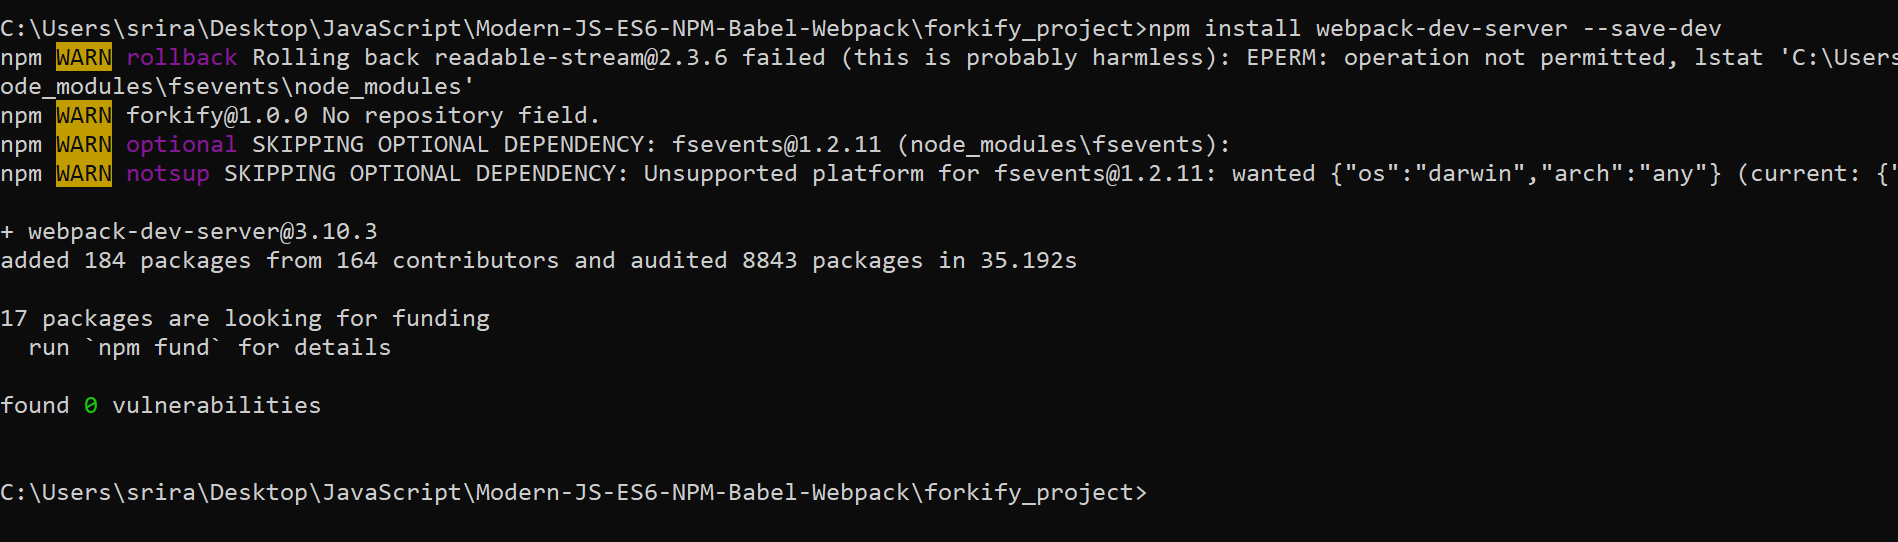 C:\Users\srira\Desktop\JavaScript\Modern-JS-ES6-NPM-Babel-Webpack\forkify_project>npm install webpack-dev-server --save-dev
npm WARN rollback Rolling back readable-stream@2.3.6 failed (this is probably harmless): EPERM: operation not permitted, lstat 'C:\Users
ode_modules\fsevents\node_modules'
npm WARN forkify@1.0.0 No repository field.
npm WARN optional SKIPPING OPTIONAL DEPENDENCY: fsevents@1.2.11 (node_modules\fsevents):
npm WARN notsup SKIPPING OPTIONAL DEPENDENCY: Unsupported platform for fsevents@1.2.11: wanted {"os":"darwin","arch":"any"} (current: {"
+ webpack-dev-server@3.10.3
added 184 packages from 164 contributors and audited 8843 packages in 35.192s
17 packages are looking for funding
run `npm fund` for details
found 0 vulnerabilities
C:\Users\srira\Desktop\JavaScript\Modern-JS-ES6-NPM-Babel-Webpack\forkify_project>